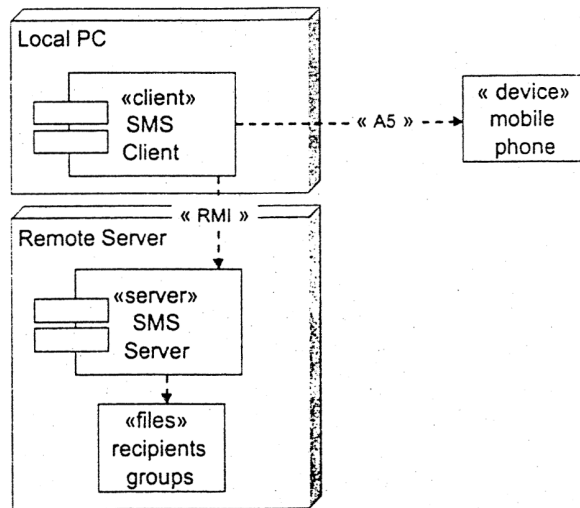 Local PC
«client»
SMS
Client
« A5 »
« device»
mobile
phone
« RMI »
Remote Server
«server»
SMS
Server
«files»
recipients
groups